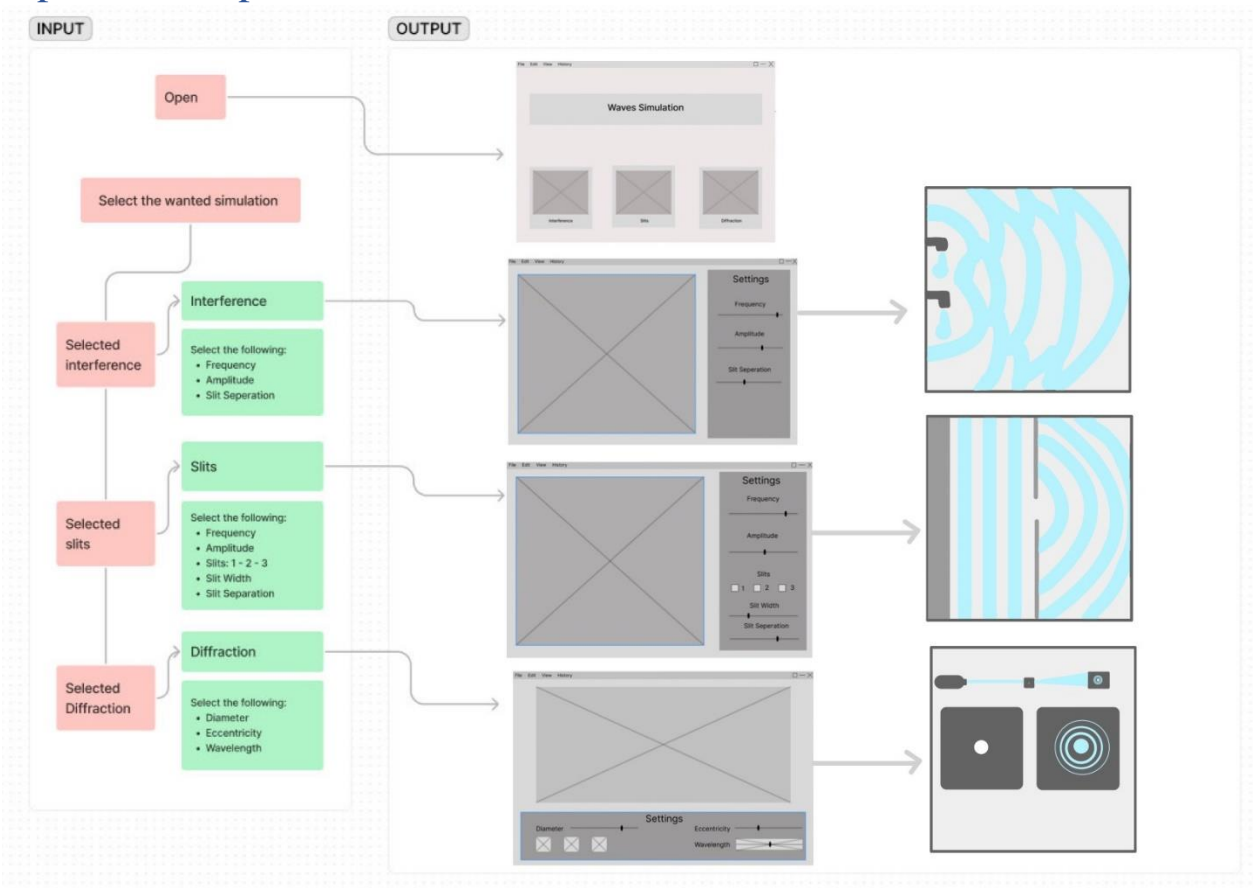 INPUT
OUTPUT
Open
Select the wanted simulation
Selected
interference
Interference
Select the following:
• Frequency
• Amplitude
• Slit Seperation
Selected
slits
Slits
Select the following:
• Frequency
• Amplitude
• Slits: 1 - 2 - 3
• Slit Width
• Slit Separation
Selected
Diffraction
Diffraction
Select the following:
• Diameter
• Eccentricity
• Wavelength
File Edit View History
Waves Simulation
Interference
Slits
Diffraction
File Edit View History
Settings
Frequency
Amplitude
Slit Seperation
File Edit View History
Settings
Frequency
Amplitude
Slits
1 2 3
Slit Width
Slit Seperation
File Edit View History
Settings
Diameter
Eccentricity
Wavelength